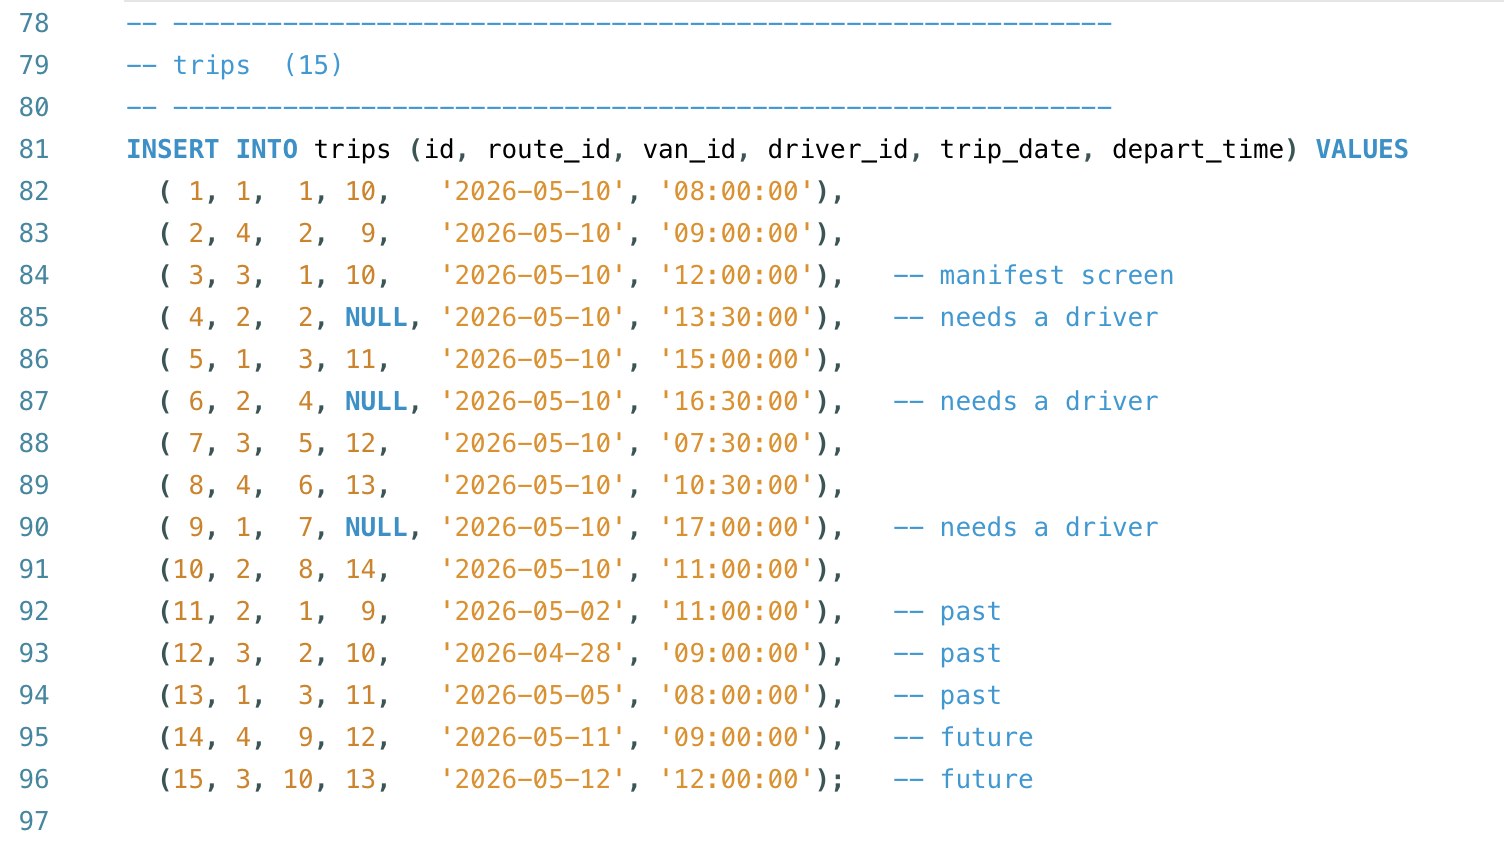 78 -- ------------------------------------------------------------
79 -- trips  (15)
80 -- ------------------------------------------------------------
81 INSERT INTO trips (id, route_id, van_id, driver_id, trip_date, depart_time) VALUES
82   ( 1, 1,  1, 10,   '2026-05-10', '08:00:00'),
83   ( 2, 4,  2,  9,   '2026-05-10', '09:00:00'),
84   ( 3, 3,  1, 10,   '2026-05-10', '12:00:00'),   -- manifest screen
85   ( 4, 2,  2, NULL, '2026-05-10', '13:30:00'),   -- needs a driver
86   ( 5, 1,  3, 11,   '2026-05-10', '15:00:00'),
87   ( 6, 2,  4, NULL, '2026-05-10', '16:30:00'),   -- needs a driver
88   ( 7, 3,  5, 12,   '2026-05-10', '07:30:00'),
89   ( 8, 4,  6, 13,   '2026-05-10', '10:30:00'),
90   ( 9, 1,  7, NULL, '2026-05-10', '17:00:00'),   -- needs a driver
91   (10, 2,  8, 14,   '2026-05-10', '11:00:00'),
92   (11, 2,  1,  9,   '2026-05-02', '11:00:00'),   -- past
93   (12, 3,  2, 10,   '2026-04-28', '09:00:00'),   -- past
94   (13, 1,  3, 11,   '2026-05-05', '08:00:00'),   -- past
95   (14, 4,  9, 12,   '2026-05-11', '09:00:00'),   -- future
96   (15, 3, 10, 13,   '2026-05-12', '12:00:00');   -- future
97